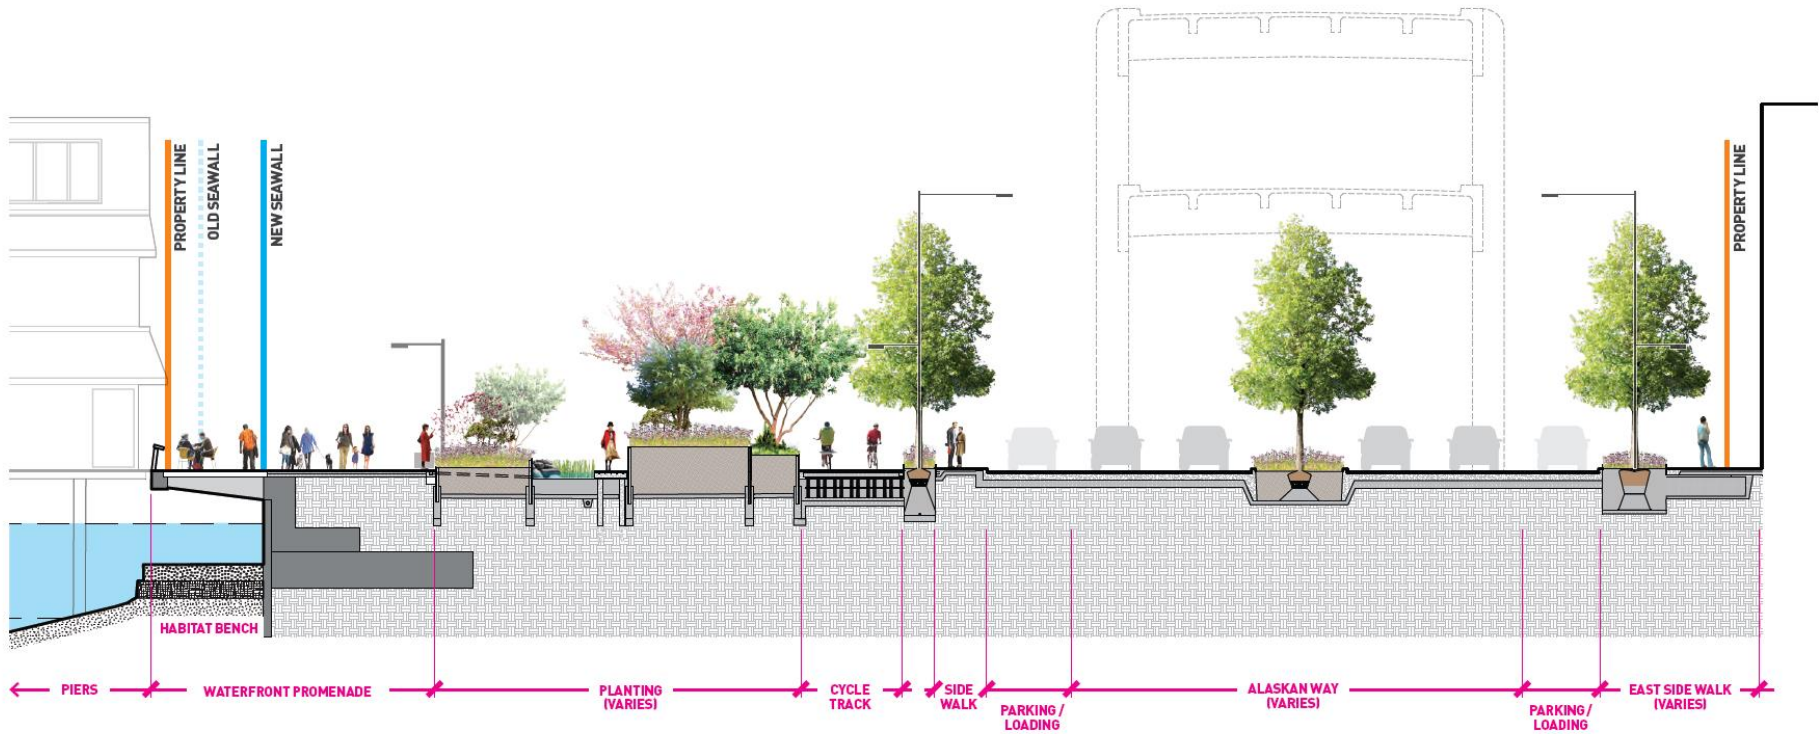 PROPERTY LINE
OLD SEAWALL
NEW SEAWALL
PROPERTY LINE
HABITAT BENCH
PIERS
WATERFRONT PROMENADE
PLANTING
(VARIES)
CYCLE
TRACK
SIDE
WALK
PARKING /
LOADING
ALASKAN WAY
(VARIES)
PARKING /
LOADING
EAST SIDE WALK
(VARIES)